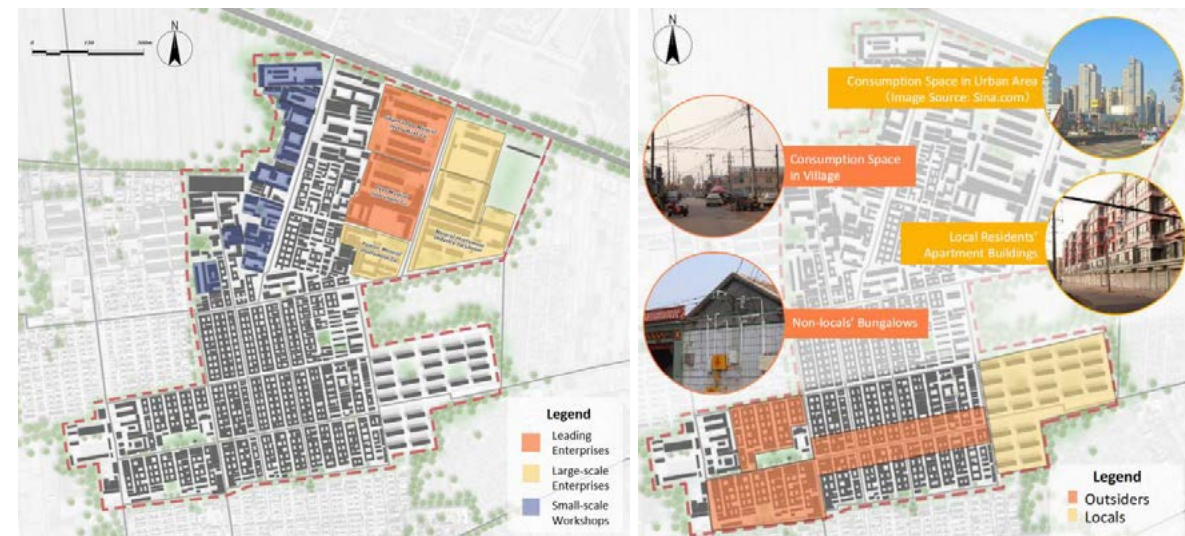 N
0
300m
Legend
Leading
Enterprises
Large-scale
Enterprises
Small-scale
Workshops
N
Consumption Space in Urban Area
(Image Source: Sina.com)
Consumption Space
in Village
Local Residents'
Apartment Buildings
Non-locals' Bungalows
Legend
Outsiders
Locals